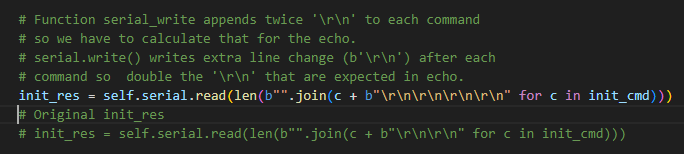 # Function serial_write appends twice '\r\n' to each command
# so we have to calculate that for the echo.
# serial.write() writes extra line change (b'\r\n') after each
# command so  double the '\r\n' that are expected in echo.
init_res = self.serial.read(len(b"".join(c + b"\r\n\r\n\r\n\r\n" for c in init_cmd)))
# Original init_res
# init_res = self.serial.read(len(b"".join(c + b"\r\n\r\n" for c in init_cmd)))